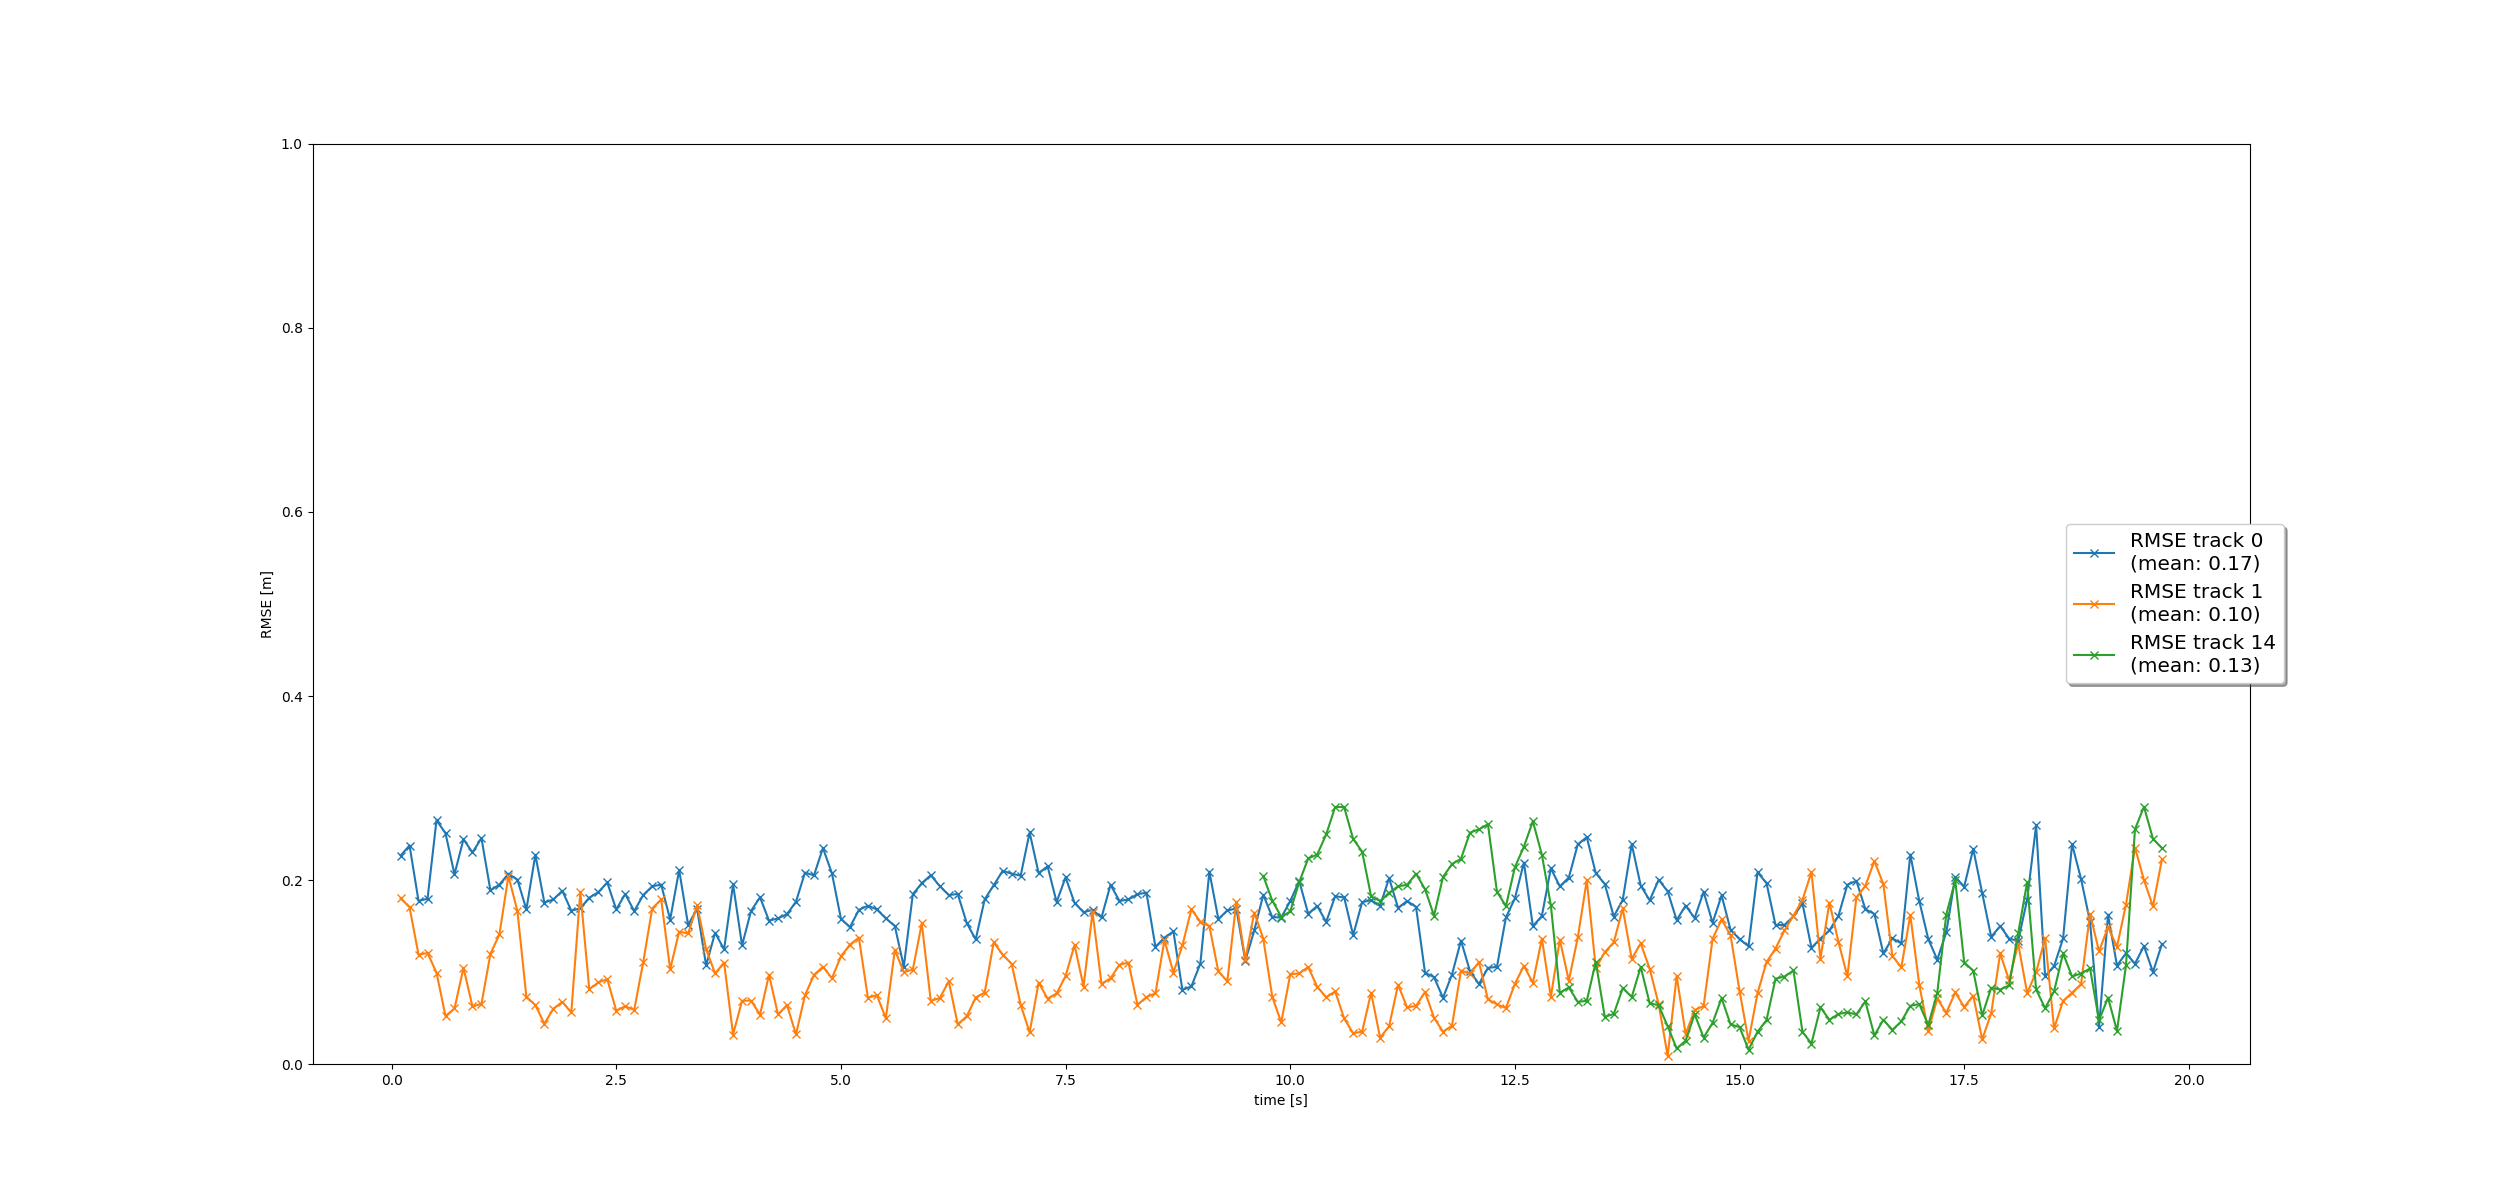 1.0
0.8
0.6
0.4
0.2
0.0
RMSE [m]
RMSE track 0
(mean: 0.17)
RMSE track 1
(mean: 0.10)
RMSE track 14
(mean: 0.13)
0.0 2.5 5.0 7.5 10.0 12.5 15.0 17.5 20.0
time [s]